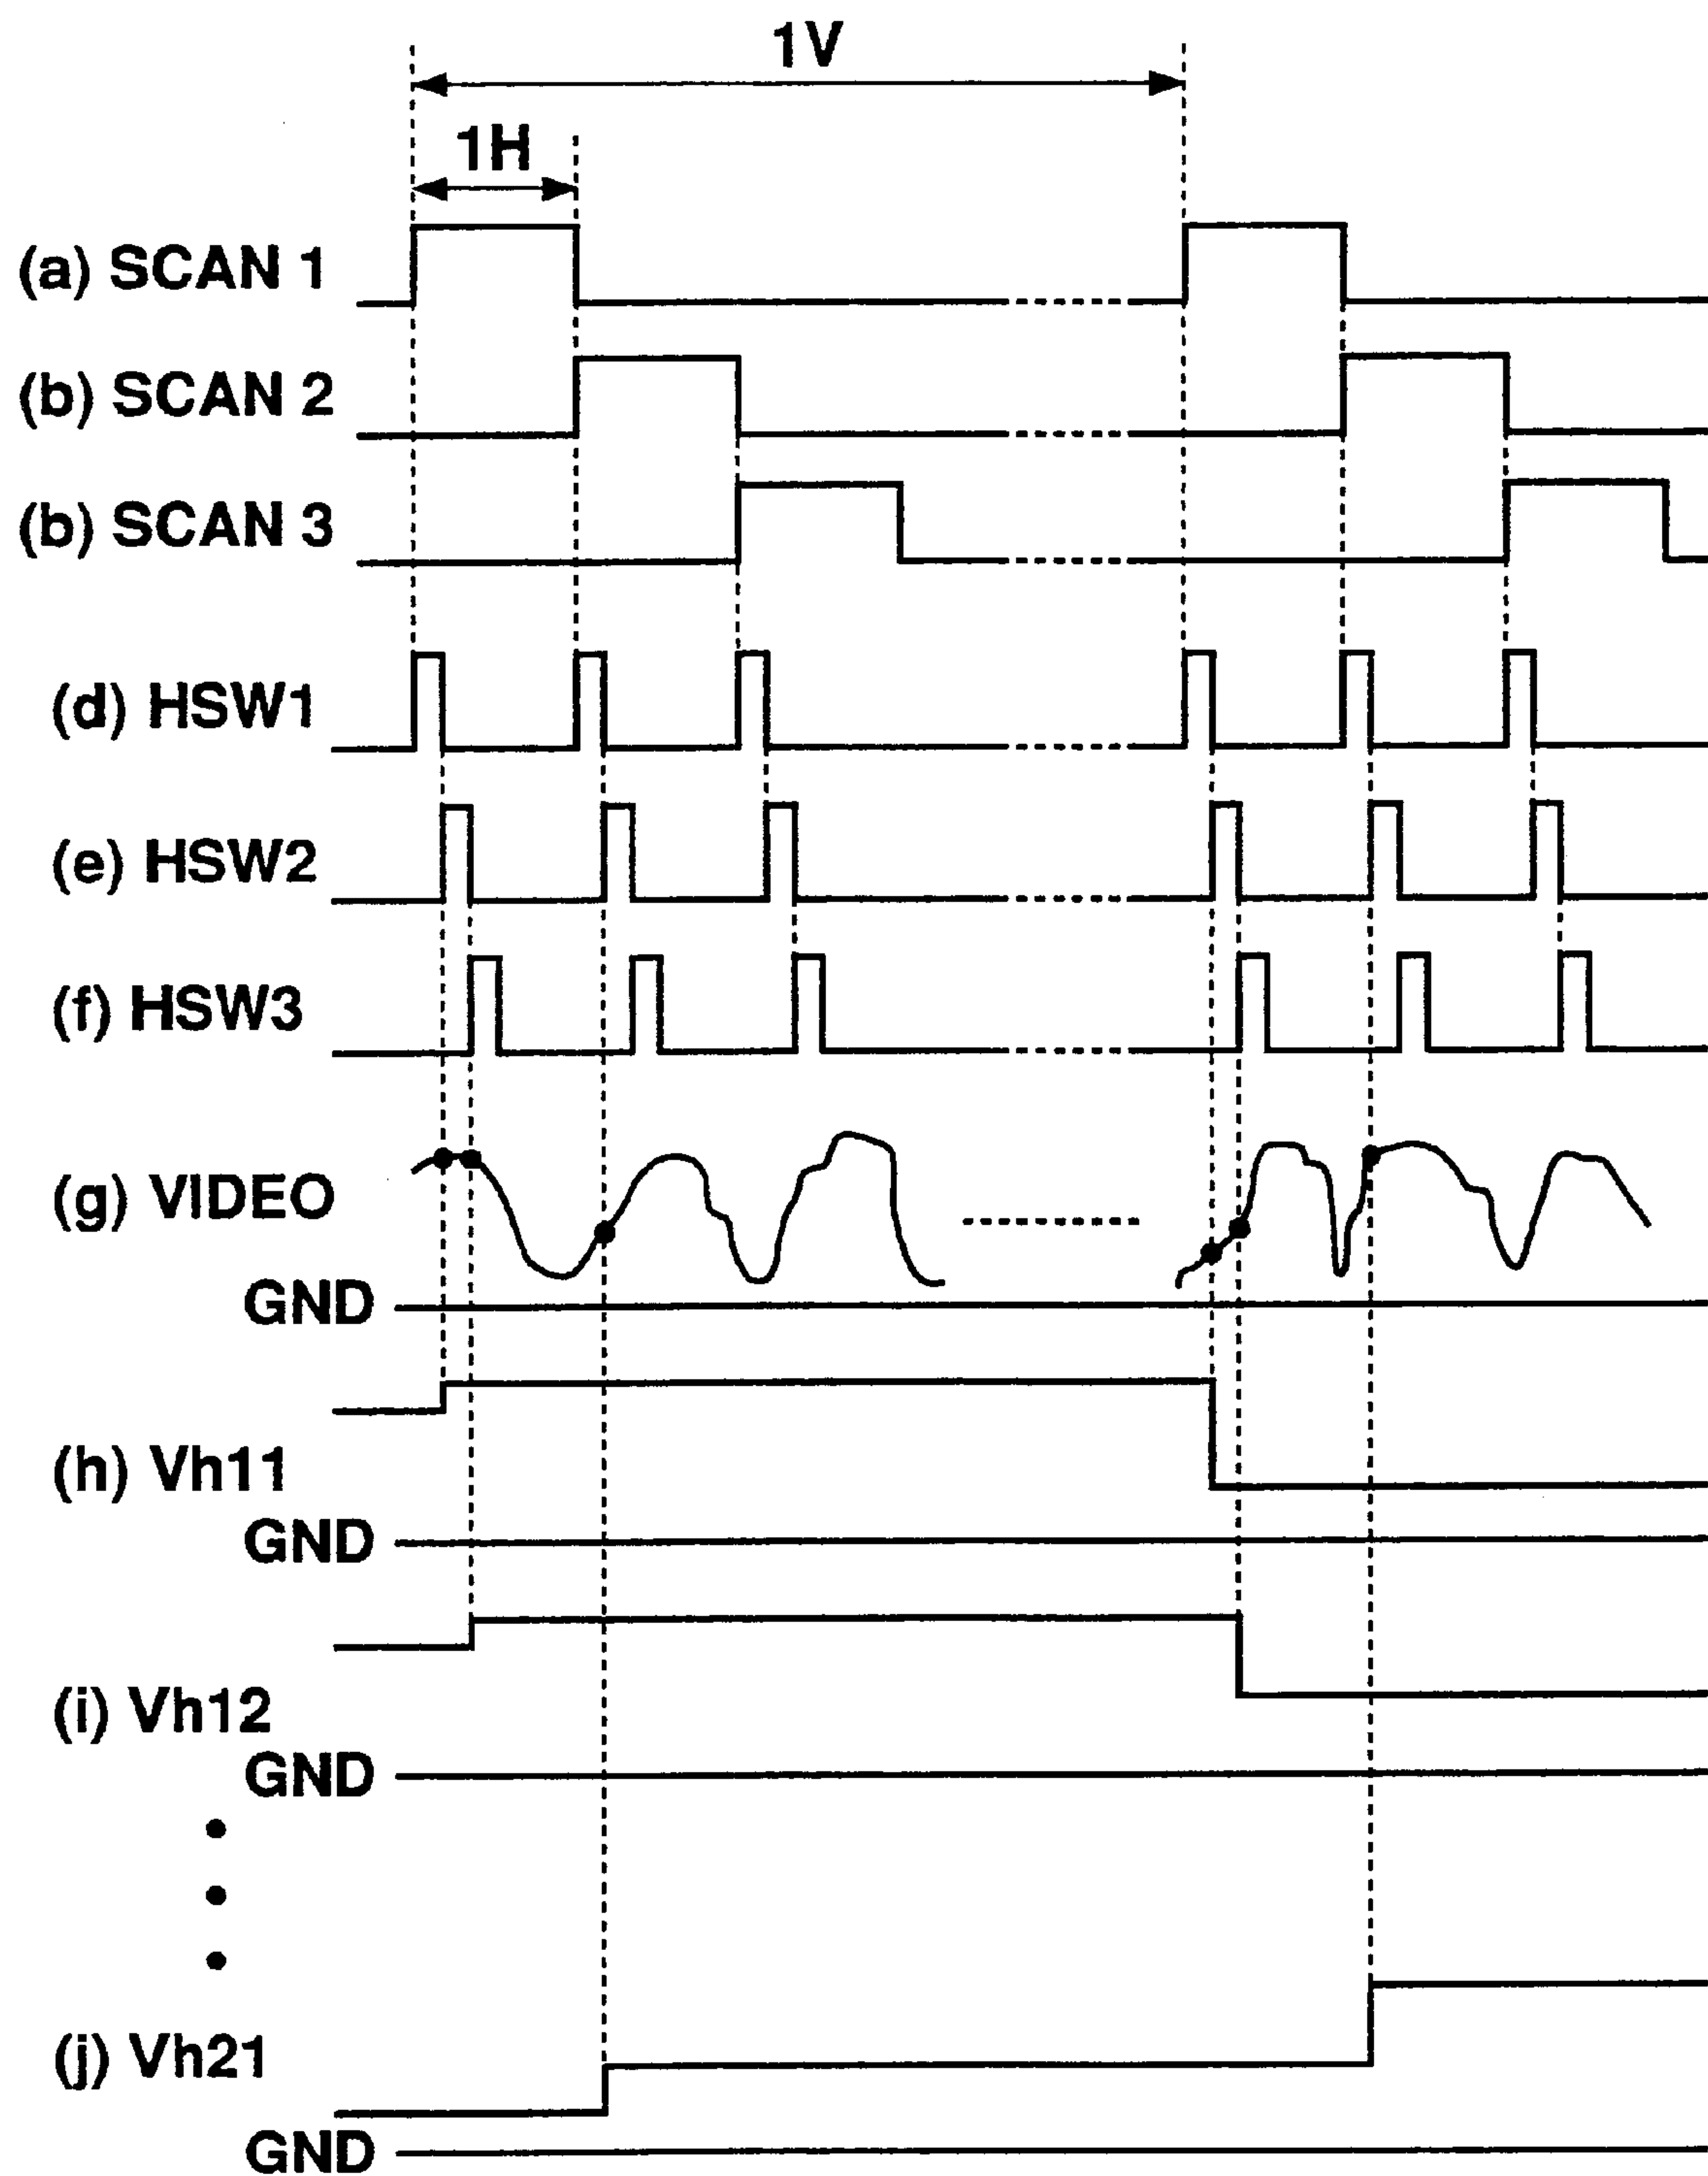 1V
1H
(a) SCAN 1
(b) SCAN 2
(b) SCAN 3
(d) HSW1
(e) HSW2
(f) HSW3
(g) VIDEO
GND
(h) Vh11
GND
(i) Vh12
GND
(j) Vh21
GND